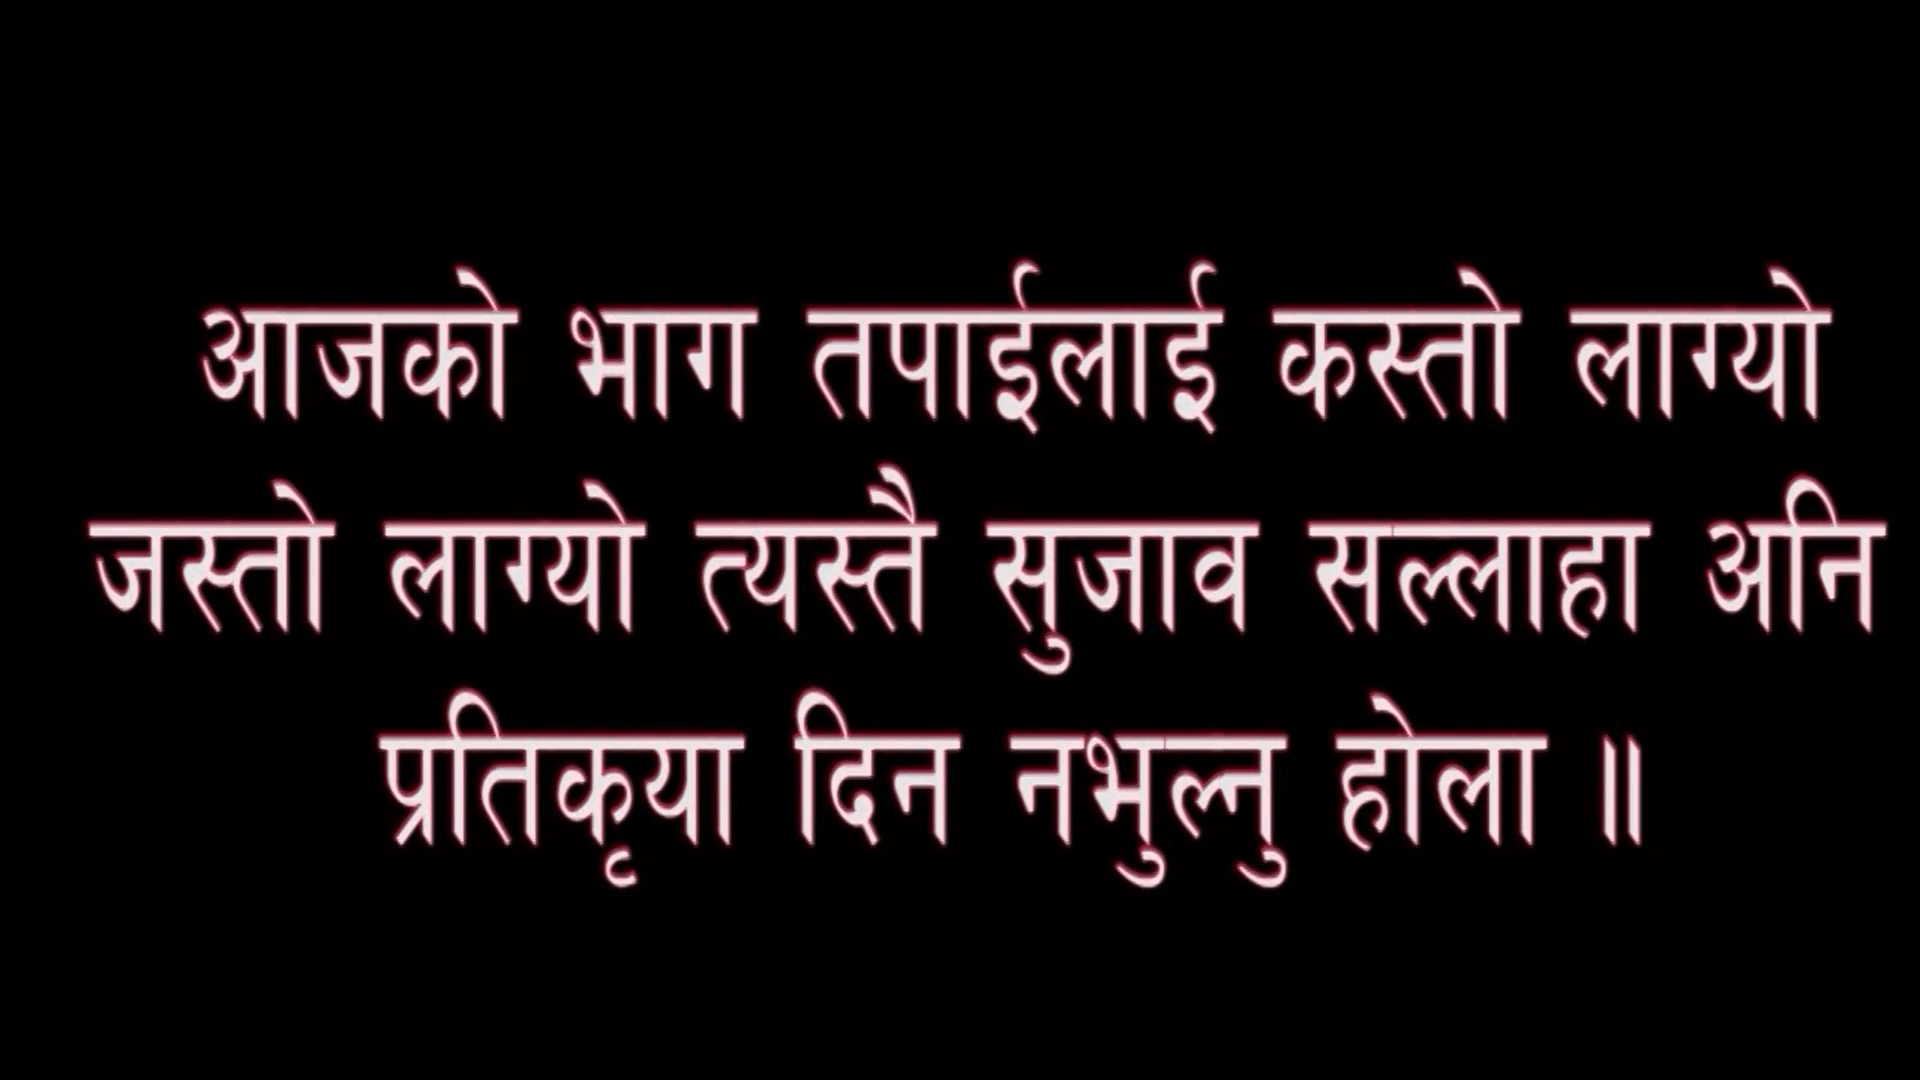 आजको भाग तपाईलाई कस्तो लाग्यो
जस्तो लाग्यो त्यस्तै सुजाव सल्लाहा अनि
प्रतिकृया दिन नभुल्नु होला ॥